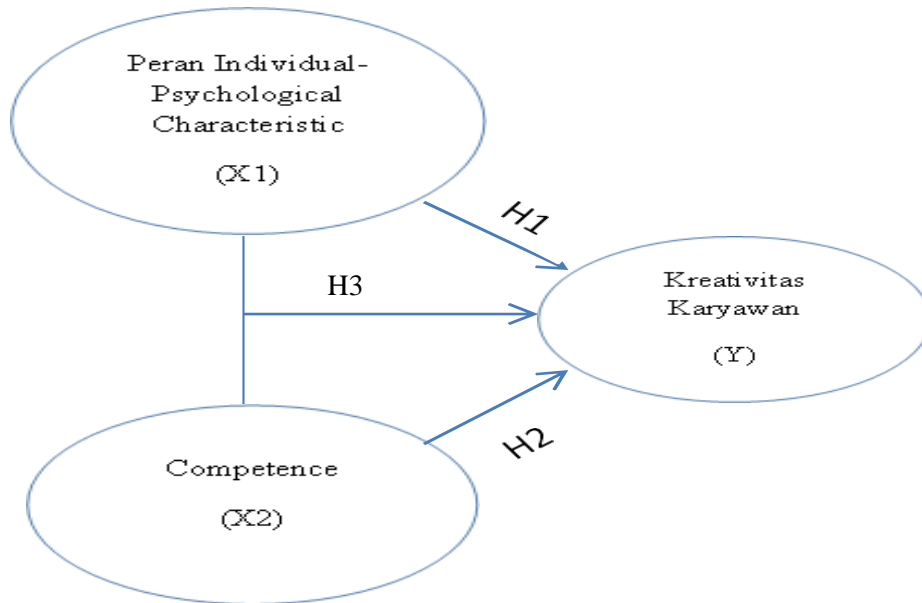 Peran Individual-
Psychological
Characteristic
(X1)
H1
H3
Kreativitas
Karyawan
(Y)
H2
Competence
(X2)